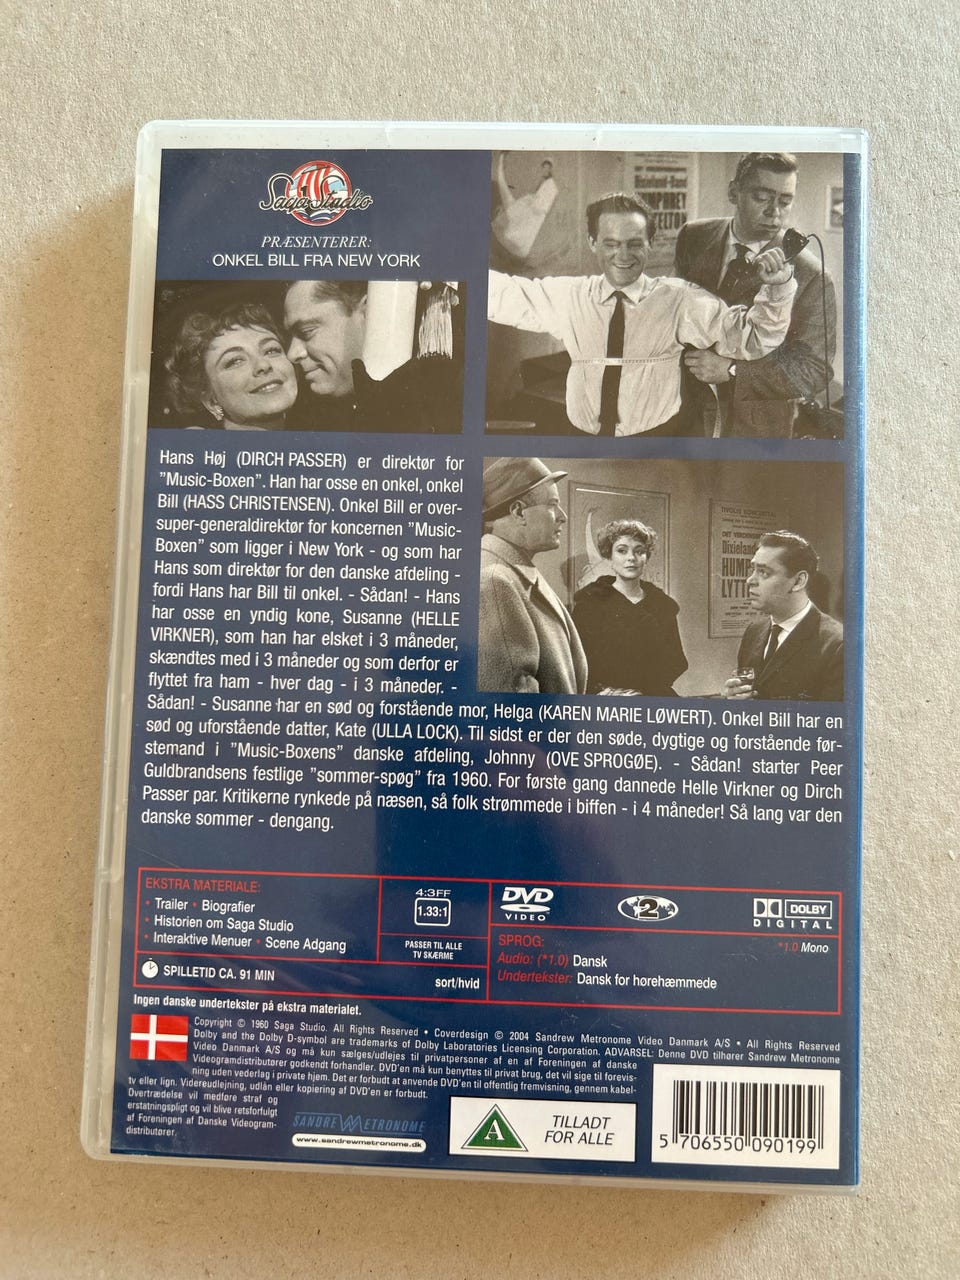 Saga Studio
PRÆSENTERER:
ONKEL BILL FRA NEW YORK
Hans Høj (DIRCH PASSER) er direktør for
"Music-Boxen". Han har osse en onkel, onkel
Bill (HASS CHRISTENSEN). Onkel Bill er over-
super-generaldirektør for koncernen "Music-
Boxen" som ligger i New York - og som har
Hans som direktør for den danske afdeling -
fordi Hans har Bill til onkel. - Sådan! - Hans
har osse en yndig kone, Susanne (HELLE
VIRKNER), som han har elsket i 3 måneder,
skændtes med i 3 måneder og som derfor er
flyttet fra ham - hver dag - i 3 måneder. -
Sådan! - Susanne har en sød og forstående mor, Helga (KAREN MARIE LØWERT). Onkel Bill har en
sød og uforstående datter, Kate (ULLA LOCK). Til sidst er der den søde, dygtige og forstående før-
stemand i "Music-Boxens" danske afdeling, Johnny (OVE SPROGØE). - Sådan! starter Peer
Guldbrandsens festlige "sommer-spøg" fra 1960. For første gang dannede Helle Virkner og Dirch
Passer par. Kritikerne rynkede på næsen, så folk strømmede i biffen - i 4 måneder! Så lang var den
danske sommer - dengang.
TIVOLIS KONCERTSAL
DET VERDENS
Dixieland
HUMP
LYTT
Dixieland-Band
MPHREY
ELTON
EKSTRA MATERIALE:
• Trailer • Biografier
• Historien om Saga Studio
• Interaktive Menuer • Scene Adgang
SPILLETID CA. 91 MIN
4:3FF
1.33:1
PASSER TIL ALLE
TV SKÆRME
sort/hvid
DVD
VIDEO
2
DOLBY
DIGITAL
SPROG:
*1.0 Mono
Audio: (*1.0) Dansk
Undertekster: Dansk for hørehæmmede
Ingen danske undertekster på ekstra materialet.
Copyright © 1960 Saga Studio. All Rights Reserved • Coverdesign © 2004 Sandrew Metronome Video Danmark A/S • All Rights Reserved
Dolby and the Dolby D-symbol are trademarks of Dolby Laboratories Licensing Corporation. ADVARSEL: Denne DVD tilhører Sandrew Metronome
Video Danmark A/S og må kun sælges/udlejes til privatpersoner af en af Foreningen af danske
Videogramdistributører godkendt forhandler. DVD'en må kun benyttes til privat brug, det vil sige til forevis-
ning uden vederlag i private hjem. Det er forbudt at anvende DVD'en til offentlig fremvisning, gennem kabel-
tv eller lign. Videreudlejning, udlån eller kopiering af DVD'en er forbudt.
Overtrædelse vil medføre straf og
erstatningspligt og vil blive retsforfulgt
af Foreningen af Danske Videogram-
distributører.
SANDREW METRONOME
www.sandrewmetronome.dk
A
TILLADT
FOR ALLE
5 706550 090199